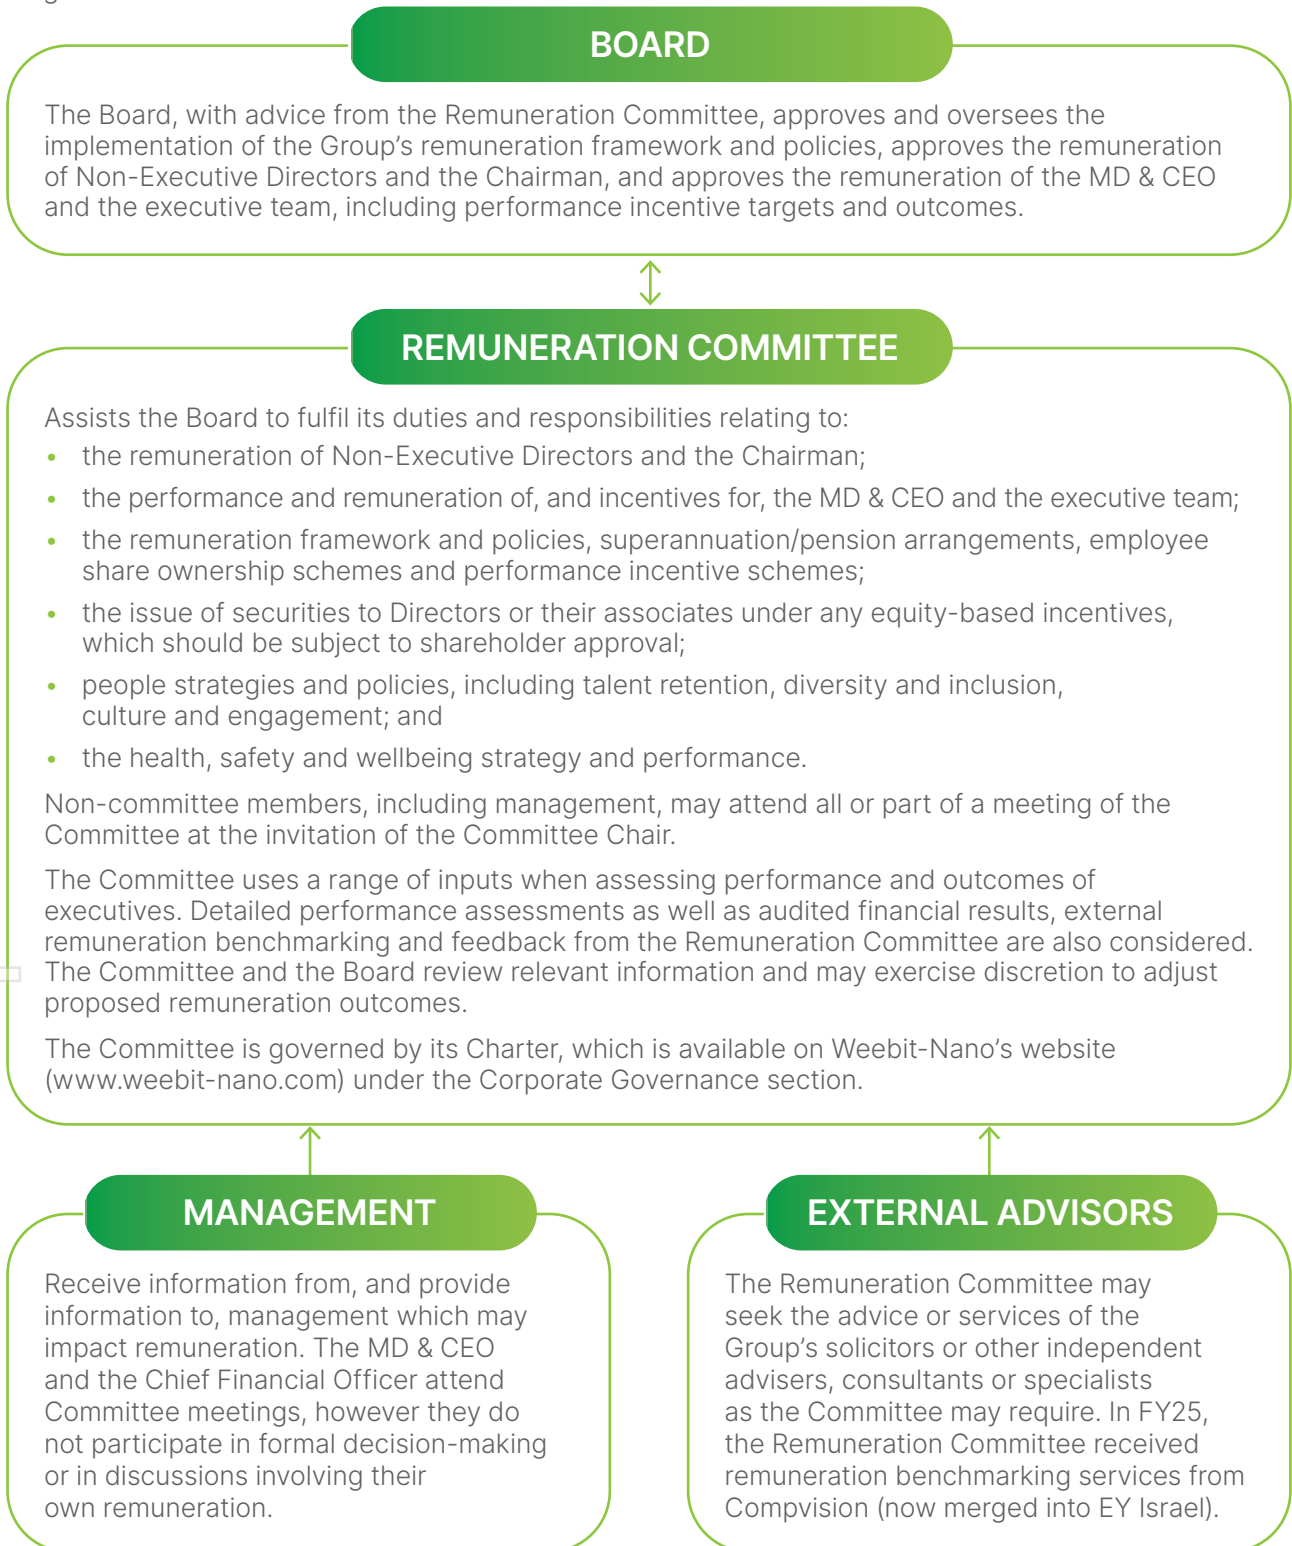 BOARD
The Board, with advice from the Remuneration Committee, approves and oversees the
implementation of the Group’s remuneration framework and policies, approves the remuneration
of Non-Executive Directors and the Chairman, and approves the remuneration of the MD & CEO
and the executive team, including performance incentive targets and outcomes.
REMUNERATION COMMITTEE
Assists the Board to fulfil its duties and responsibilities relating to:
• the remuneration of Non-Executive Directors and the Chairman;
• the performance and remuneration of, and incentives for, the MD & CEO and the executive team;
• the remuneration framework and policies, superannuation/pension arrangements, employee
share ownership schemes and performance incentive schemes;
• the issue of securities to Directors or their associates under any equity-based incentives,
which should be subject to shareholder approval;
• people strategies and policies, including talent retention, diversity and inclusion,
culture and engagement; and
• the health, safety and wellbeing strategy and performance.
Non-committee members, including management, may attend all or part of a meeting of the
Committee at the invitation of the Committee Chair.
The Committee uses a range of inputs when assessing performance and outcomes of
executives. Detailed performance assessments as well as audited financial results, external
remuneration benchmarking and feedback from the Remuneration Committee are also considered.
The Committee and the Board review relevant information and may exercise discretion to adjust
proposed remuneration outcomes.
The Committee is governed by its Charter, which is available on Weebit-Nano’s website
(www.weebit-nano.com) under the Corporate Governance section.
MANAGEMENT
Receive information from, and provide
information to, management which may
impact remuneration. The MD & CEO
and the Chief Financial Officer attend
Committee meetings, however they do
not participate in formal decision-making
or in discussions involving their
own remuneration.
EXTERNAL ADVISORS
The Remuneration Committee may
seek the advice or services of the
Group’s solicitors or other independent
advisers, consultants or specialists
as the Committee may require. In FY25,
the Remuneration Committee received
remuneration benchmarking services from
Compvision (now merged into EY Israel).